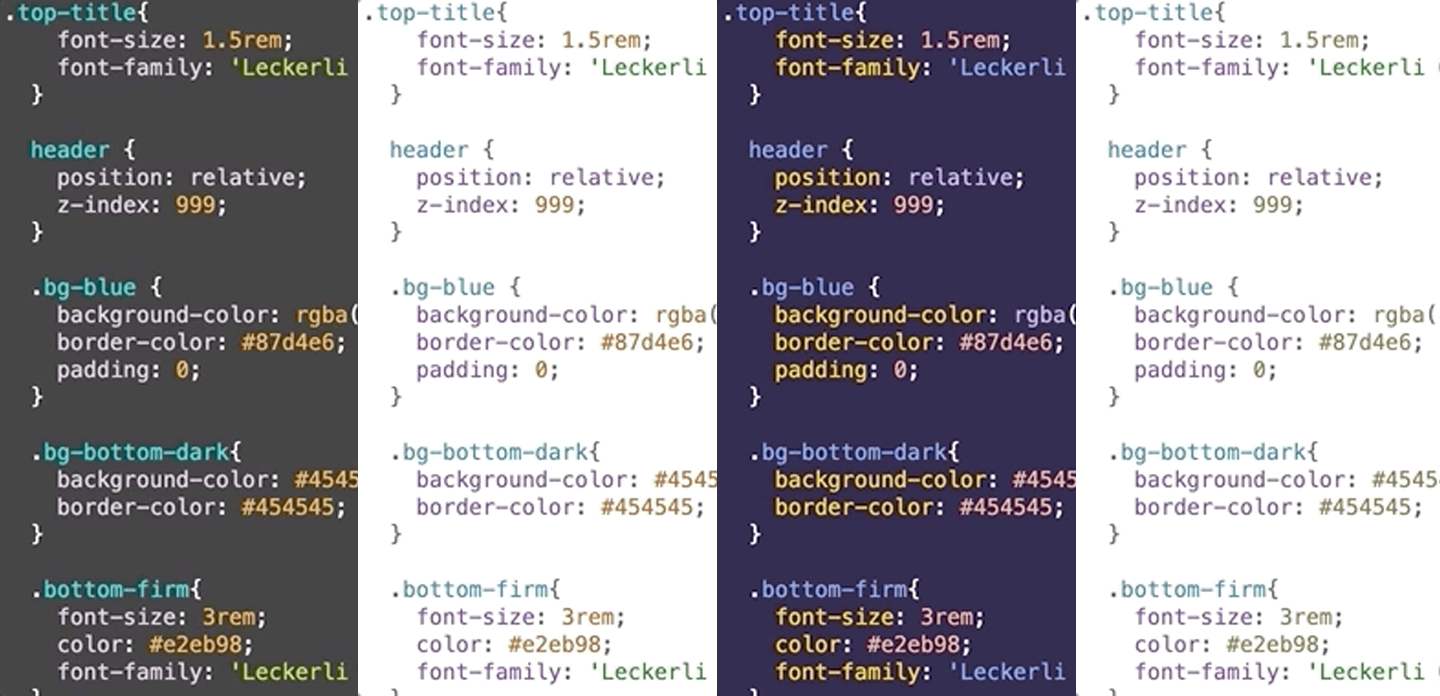 .top-title{
font-size: 1.5rem;
font-family: 'Leckerli
}
header {
position: relative;
z-index: 999;
}
.bg-blue {
background-color: rgba(
border-color: #87d4e6;
padding: 0;
}
.bg-bottom-dark{
background-color: #4545
border-color: #454545;
}
.bottom-firm{
font-size: 3rem;
color: #e2eb98;
font-family: 'Leckerli
.top-title{
font-size: 1.5rem;
font-family: 'Leckerli
}
header {
position: relative;
z-index: 999;
}
.bg-blue {
background-color: rgba(
border-color: #87d4e6;
padding: 0;
}
.bg-bottom-dark{
background-color: #4545
border-color: #454545;
}
.bottom-firm{
font-size: 3rem;
color: #e2eb98;
font-family: 'Leckerli
.top-title{
font-size: 1.5rem;
font-family: 'Leckerli
}
header {
position: relative;
z-index: 999;
}
.bg-blue {
background-color: rgba(
border-color: #87d4e6;
padding: 0;
}
.bg-bottom-dark{
background-color: #4545
border-color: #454545;
}
.bottom-firm{
font-size: 3rem;
color: #e2eb98;
font-family: 'Leckerli
.top-title{
font-size: 1.5rem;
font-family: 'Leckerli
}
header {
position: relative;
z-index: 999;
}
.bg-blue {
background-color: rgba(
border-color: #87d4e6;
padding: 0;
}
.bg-bottom-dark{
background-color: #4545
border-color: #454545;
}
.bottom-firm{
font-size: 3rem;
color: #e2eb98;
font-family: 'Leckerli